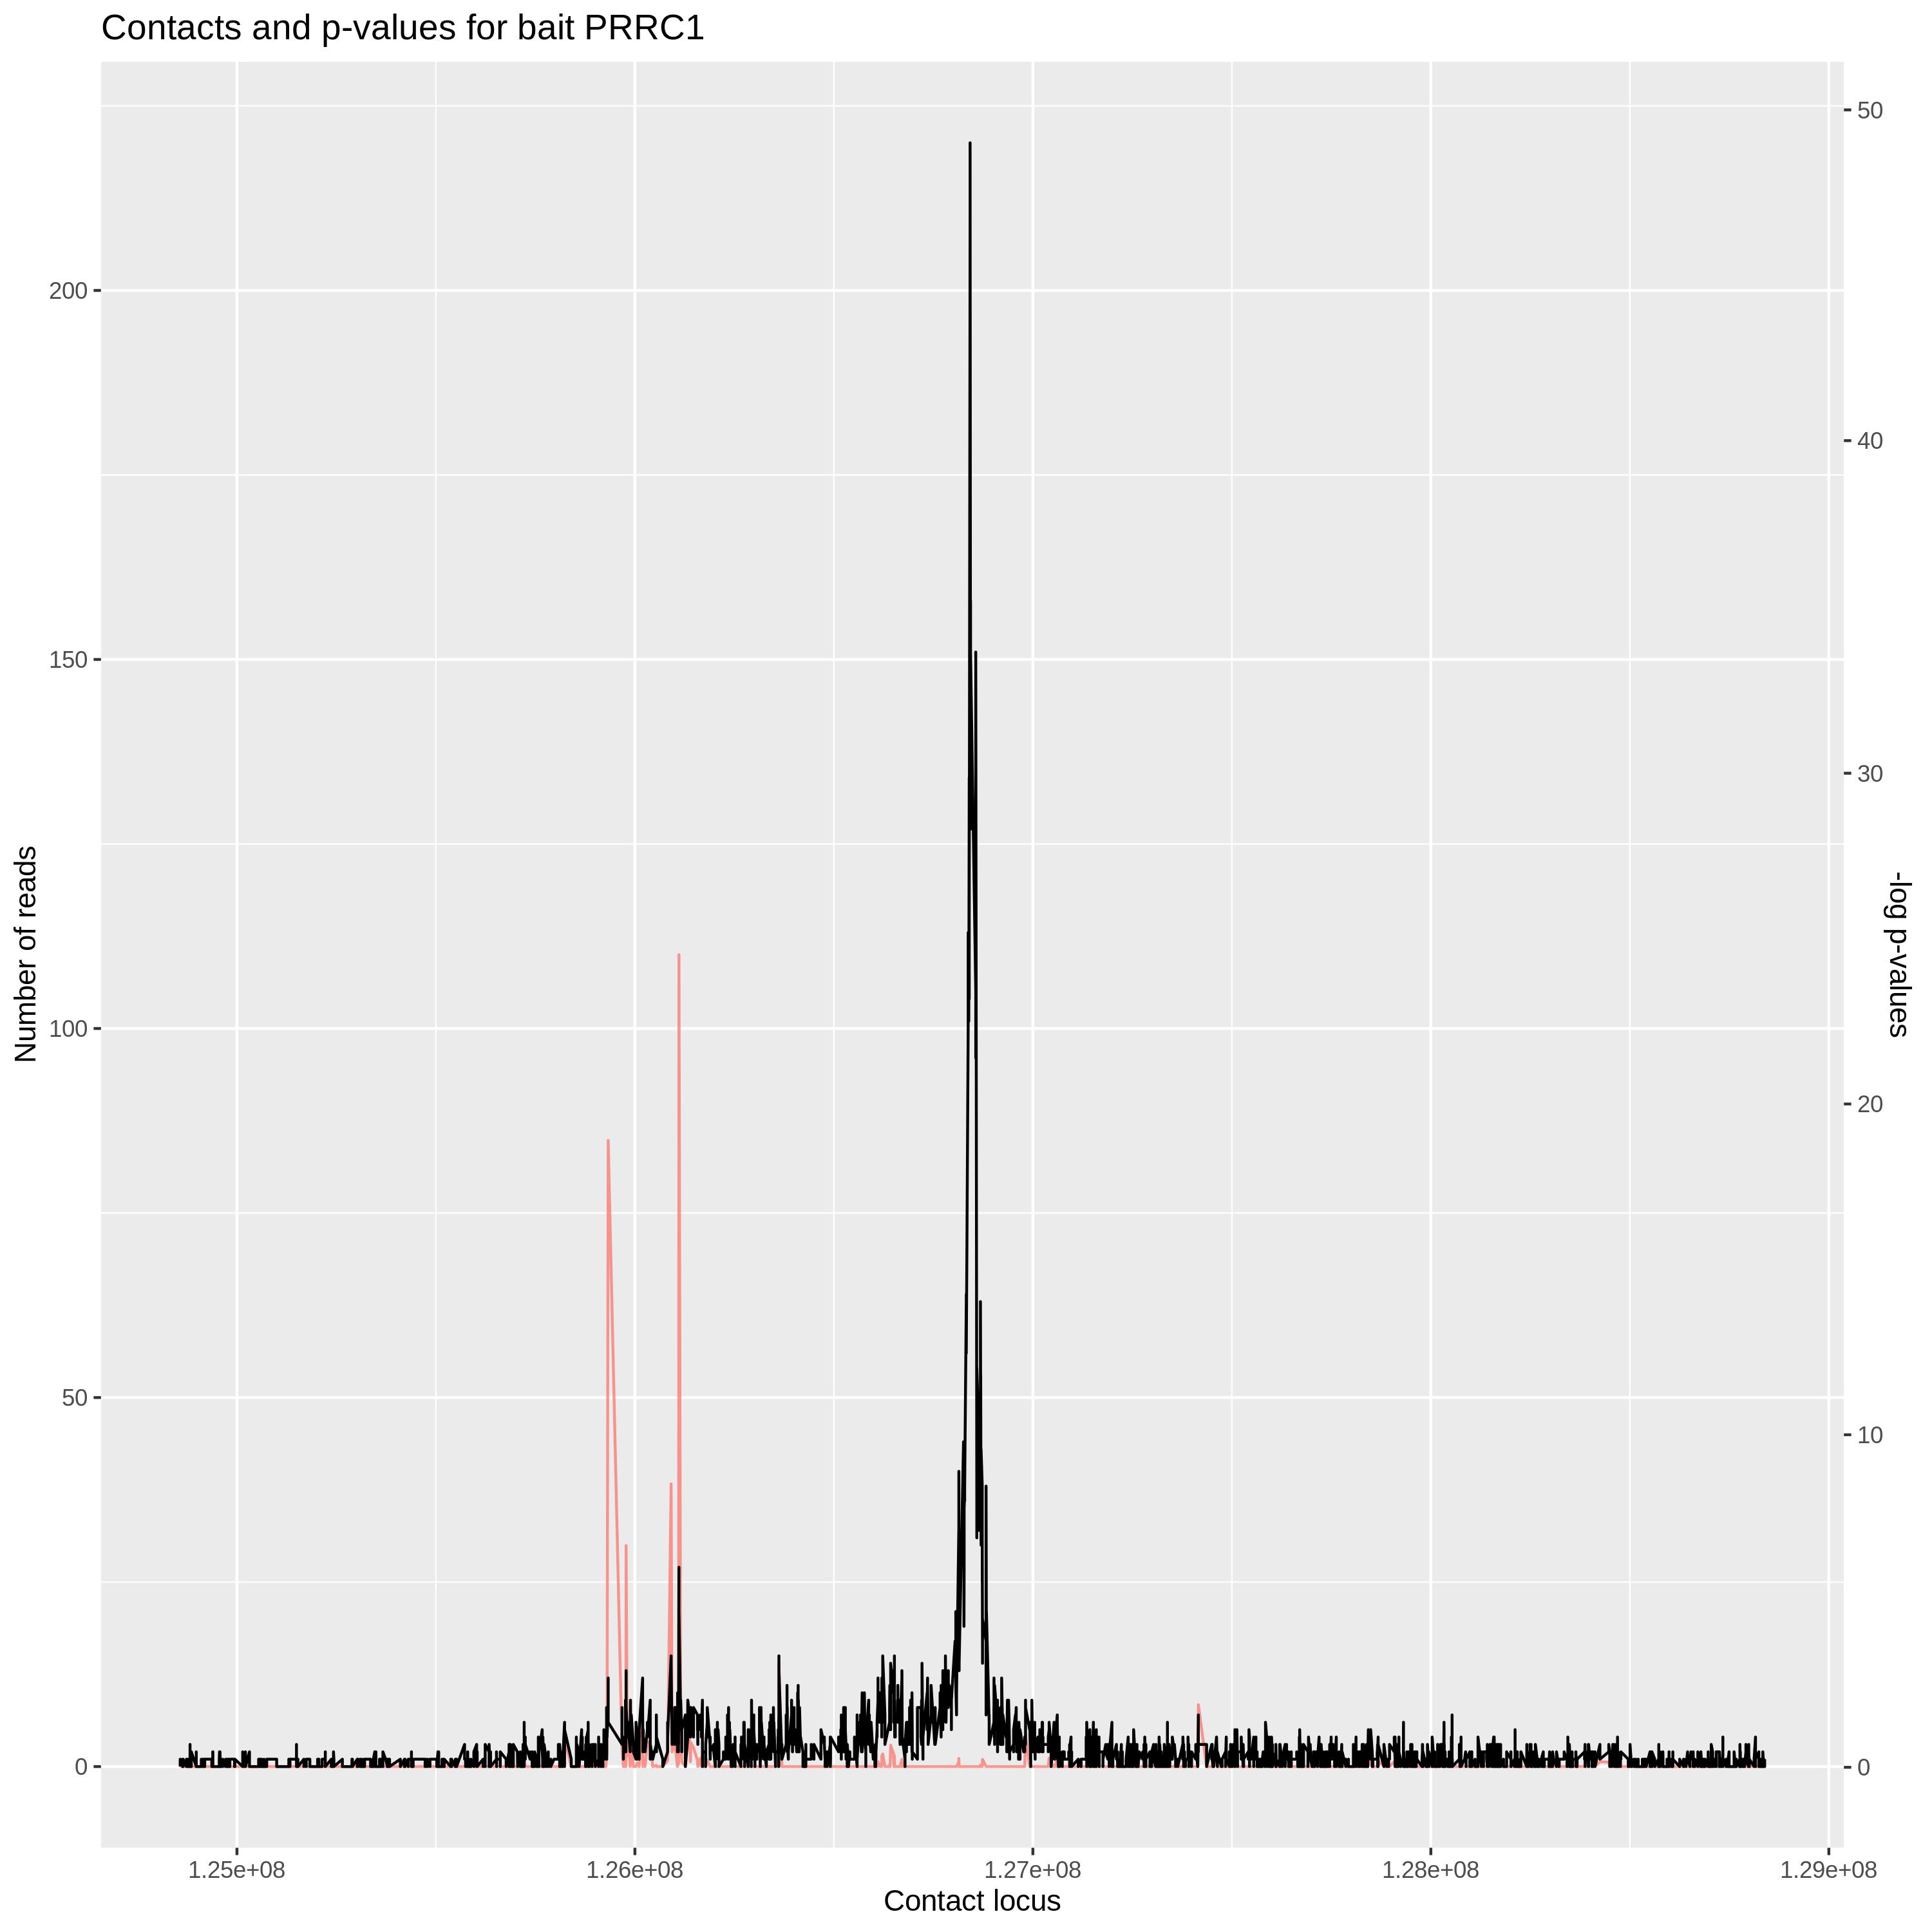 Contacts and p-values for bait PRRC1
Number of reads
200
150
100
50
0
50
40
30
20
10
0
-log p-values
1.25e+08
1.26e+08
1.27e+08
1.28e+08
1.29e+08
Contact locus